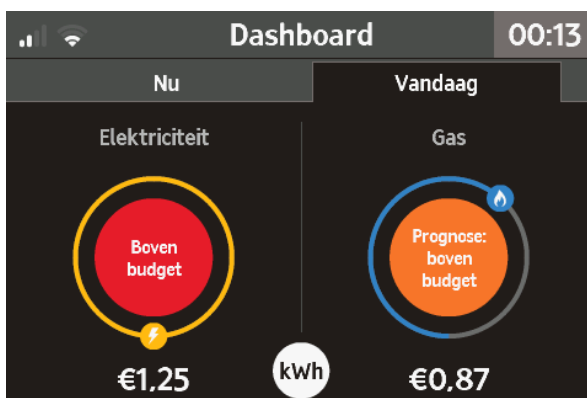 Dashboard
00:13
Nu
Vandaag
Elektriciteit
Gas
Boven
budget
Prognose:
boven
budget
€1,25
kWh
€0,87